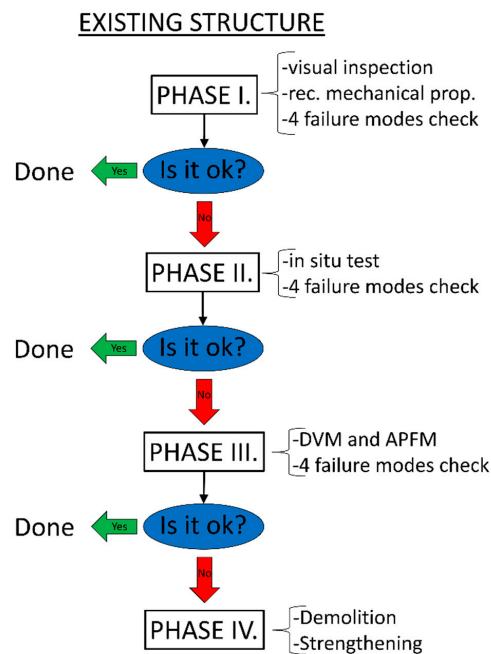 EXISTING STRUCTURE
PHASE I.
-visual inspection
-rec. mechanical prop.
-4 failure modes check
Done
Yes
Is it ok?
No
PHASE II.
-in situ test
-4 failure modes check
Done
Yes
Is it ok?
No
PHASE III.
-DVM and APFM
-4 failure modes check
Done
Yes
Is it ok?
No
PHASE IV.
-Demolition
-Strengthening